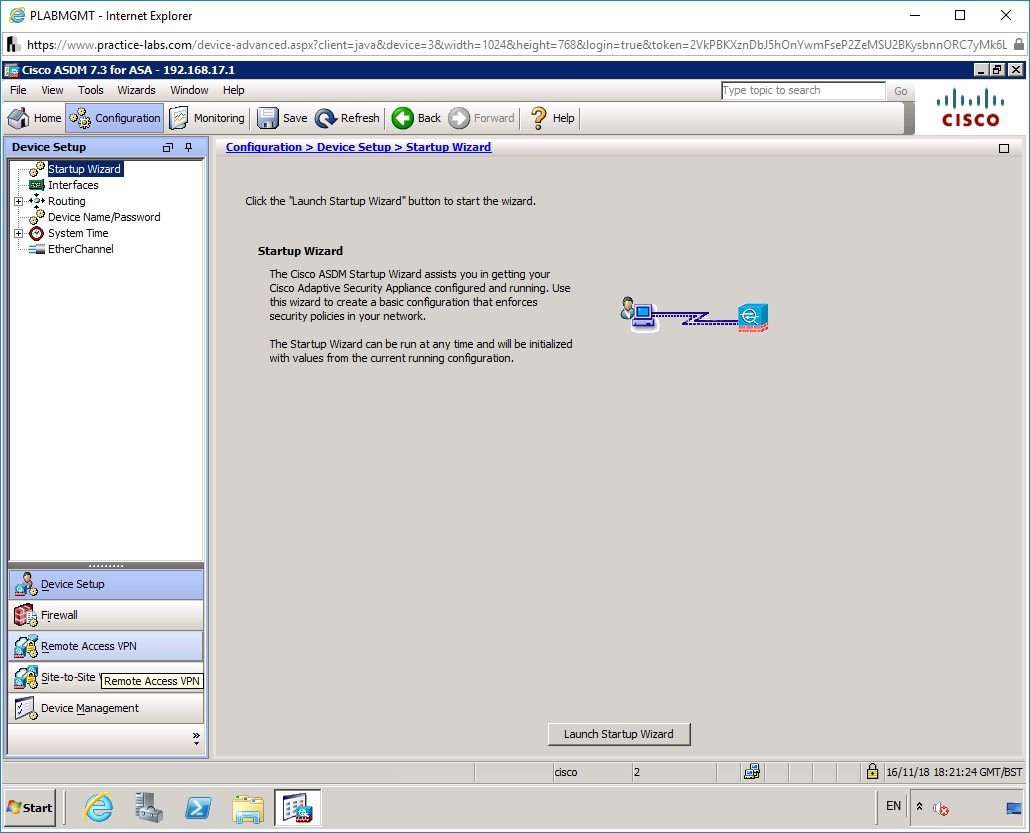 PLABMGMT - Internet Explorer
https://www.practice-labs.com/device-advanced.aspx?client=java&device=3&width=1024&height=768&login=true&token=2VkPBKXznDbJ5hOnYwmFseP2ZeMSU2BKysbnnORC7yMk6L
Cisco ASDM 7.3 for ASA - 192.168.17.1
File View Tools Wizards Window Help
Type topic to search Go
Home Configuration Monitoring Save Refresh Back Forward Help
CISCO
Device Setup
Configuration > Device Setup > Startup Wizard
Startup Wizard
Interfaces
Routing
Device Name/Password
System Time
EtherChannel
Click the "Launch Startup Wizard" button to start the wizard.
Startup Wizard
The Cisco ASDM Startup Wizard assists you in getting your
Cisco Adaptive Security Appliance configured and running. Use
this wizard to create a basic configuration that enforces
security policies in your network.
The Startup Wizard can be run at any time and will be initialized
with values from the current running configuration.
Device Setup
Firewall
Remote Access VPN
Site-to-Site
Remote Access VPN
Device Management
Launch Startup Wizard
cisco 2 16/11/18 18:21:24 GMT/BST
Start EN